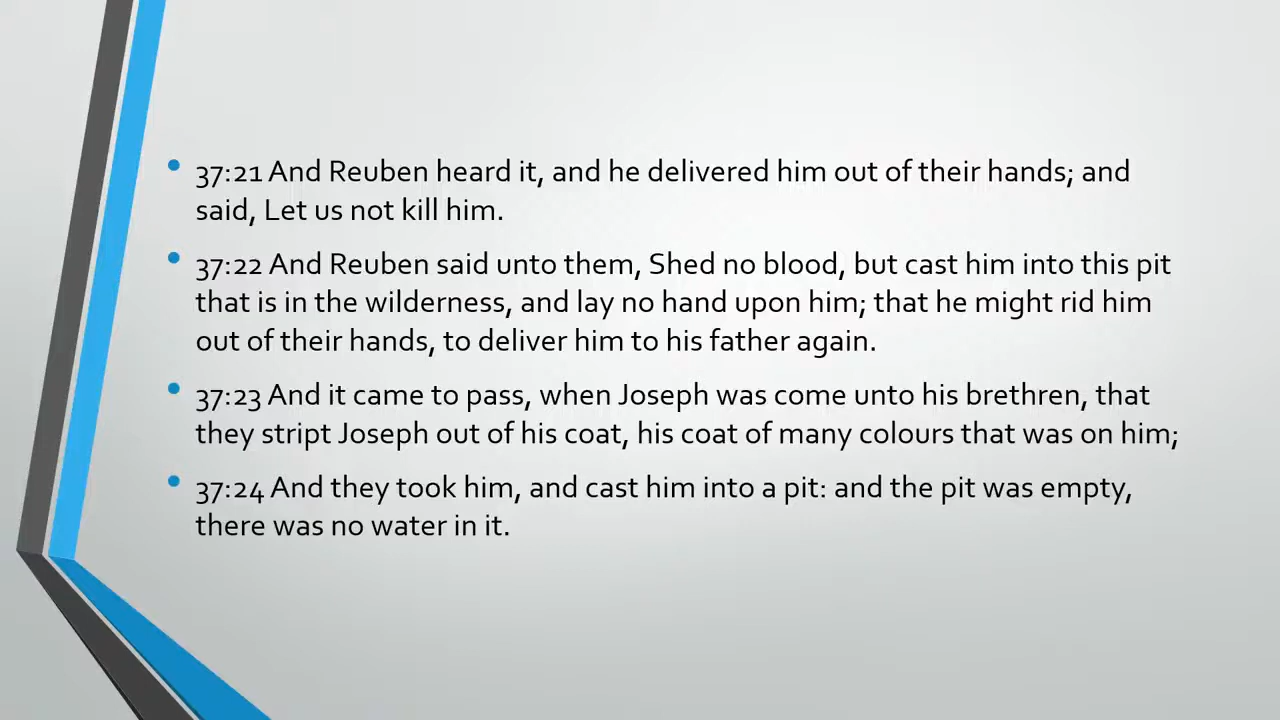 37:21 And Reuben heard it, and he delivered him out of their hands; and
said, Let us not kill him.
37:22 And Reuben said unto them, Shed no blood, but cast him into this pit
that is in the wilderness, and lay no hand upon him; that he might rid him
out of their hands, to deliver him to his father again.
37:23 And it came to pass, when Joseph was come unto his brethren, that
they stript Joseph out of his coat, his coat of many colours that was on him;
37:24 And they took him, and cast him into a pit: and the pit was empty,
there was no water in it.